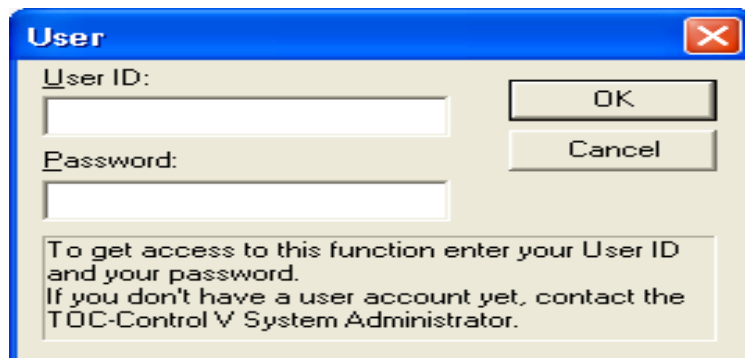 User
User ID:
OK
Password:
Cancel
To get access to this function enter your User ID
and your password.
If you don't have a user account yet, contact the
TOC-Control V System Administrator.